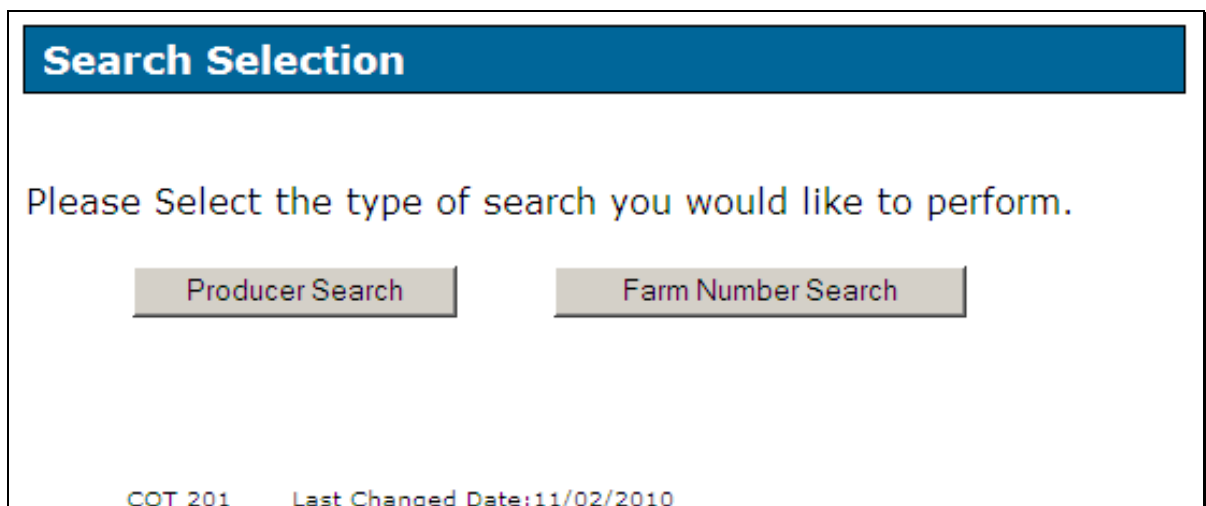 Search Selection
Please Select the type of search you would like to perform.
Producer Search Farm Number Search
COT 201 Last Changed Date:11/02/2010